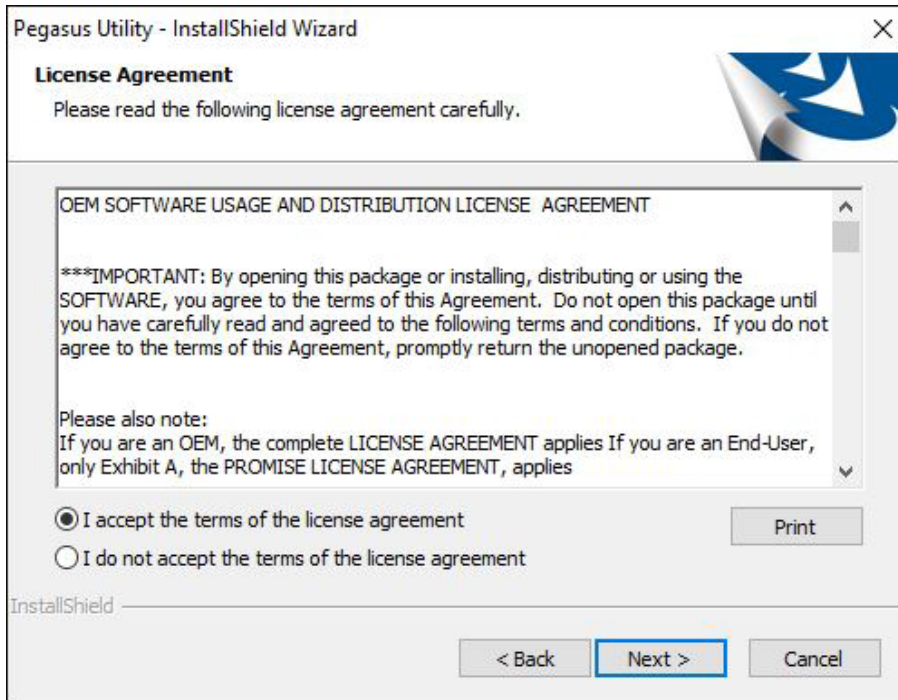 Pegasus Utility - InstallShield Wizard
License Agreement
Please read the following license agreement carefully.
OEM SOFTWARE USAGE AND DISTRIBUTION LICENSE  AGREEMENT
***IMPORTANT: By opening this package or installing, distributing or using the
SOFTWARE, you agree to the terms of this Agreement.  Do not open this package until
you have carefully read and agreed to the following terms and conditions.  If you do not
agree to the terms of this Agreement, promptly return the unopened package.
Please also note:
If you are an OEM, the complete LICENSE AGREEMENT applies If you are an End-User,
only Exhibit A, the PROMISE LICENSE AGREEMENT, applies
I accept the terms of the license agreement
Print
I do not accept the terms of the license agreement
InstallShield
< Back
Next >
Cancel